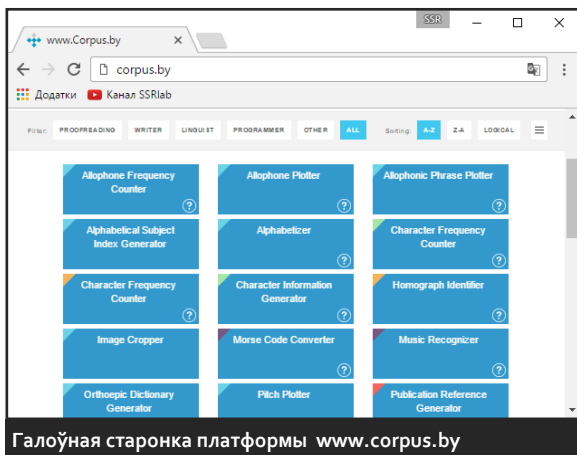 SSR
www.Corpus.by
corpus.by
Дадаткі Канал SSRlab
Filter: PROOFREADING WRITER LINGUIST PROGRAMMER OTHER ALL Sorting: A-Z Z-A LOGICAL
Allophone Frequency Counter
?
Allophone Plotter
?
Allophonic Phrase Plotter
?
Alphabetical Subject Index Generator
Alphabetizer
?
Character Frequency Counter
?
Character Frequency Counter
?
Character Information Generator
?
Homograph Identifier
?
Image Cropper
Morse Code Converter
?
Music Recognizer
?
Orthoepic Dictionary Generator
Pitch Plotter
Publication Reference Generator
Галоўная старонка платформы www.corpus.by